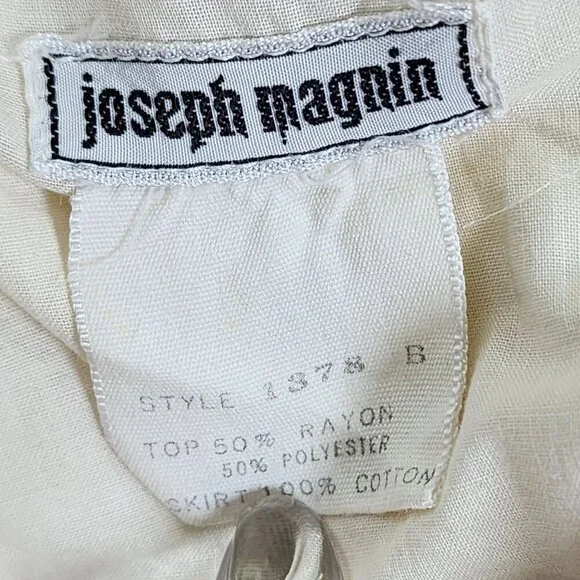 joseph magnin
STYLE 1378 B
TOP 50% RAYON
50% POLYESTER
SKIRT 100% COTTON